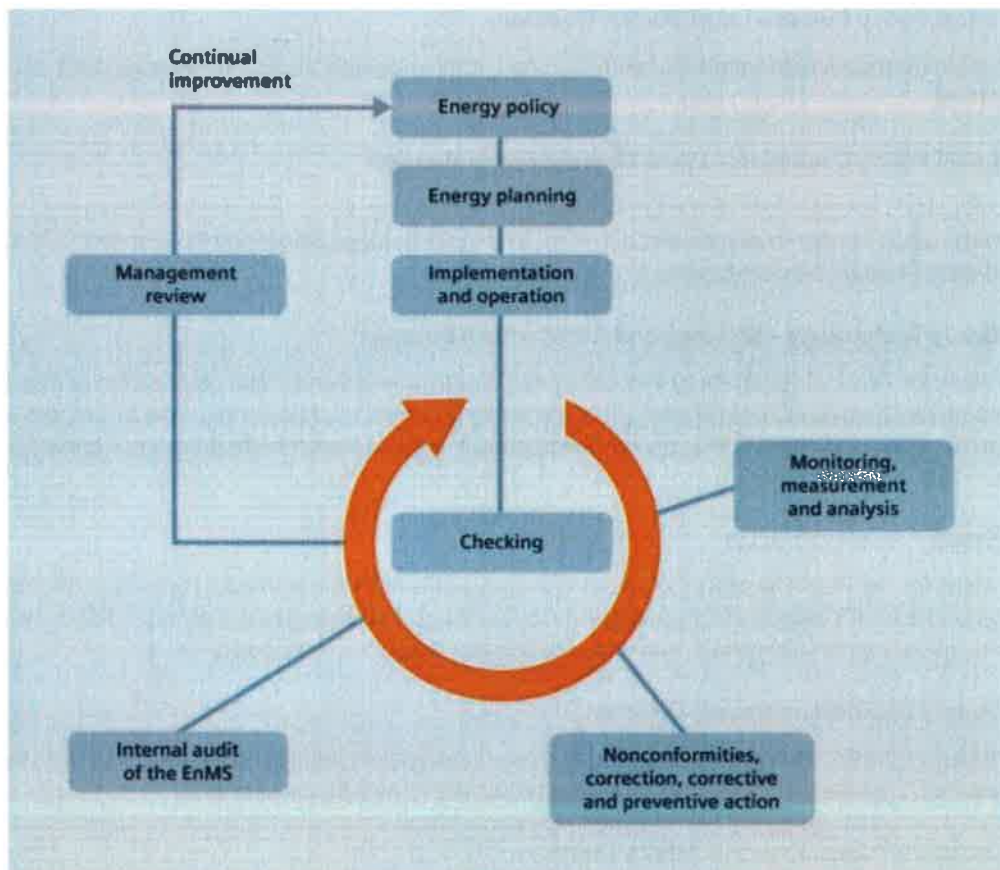 Continual
improvement
Energy policy
Energy planning
Management
review
Implementation
and operation
Monitoring,
measurement
and analysis
Checking
Internal audit
of the EnMS
Nonconformities,
correction, corrective
and preventive action